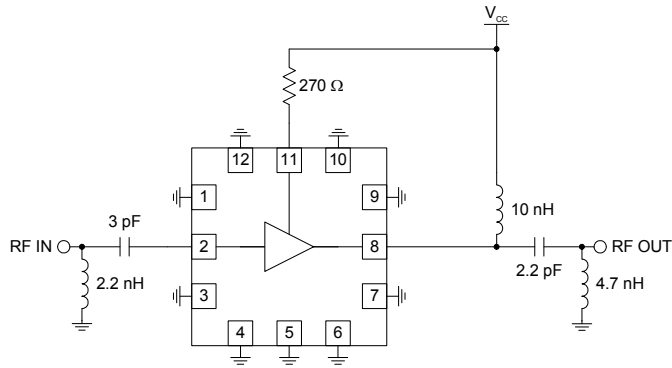 V_CC
270 Ω
12
11
10
1
9
10 nH
3 pF
RF IN
2
8
RF OUT
2.2 nH
2.2 pF
4.7 nH
3
7
4
5
6